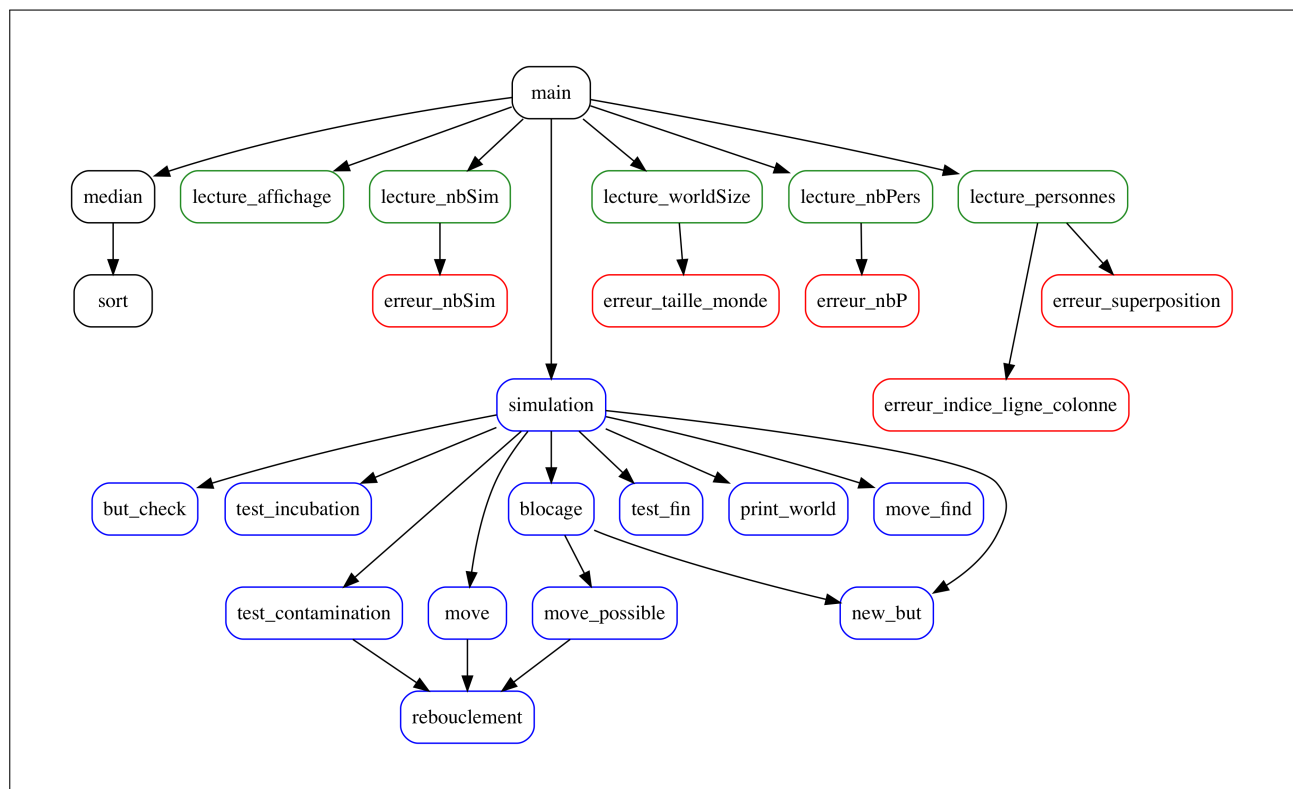 main
median
lecture_affichage
lecture_nbSim
lecture_worldSize
lecture_nbPers
lecture_personnes
sort
erreur_nbSim
erreur_taille_monde
erreur_nbP
erreur_superposition
simulation
erreur_indice_ligne_colonne
but_check
test_incubation
blocage
test_fin
print_world
move_find
test_contamination
move
move_possible
new_but
rebouclement